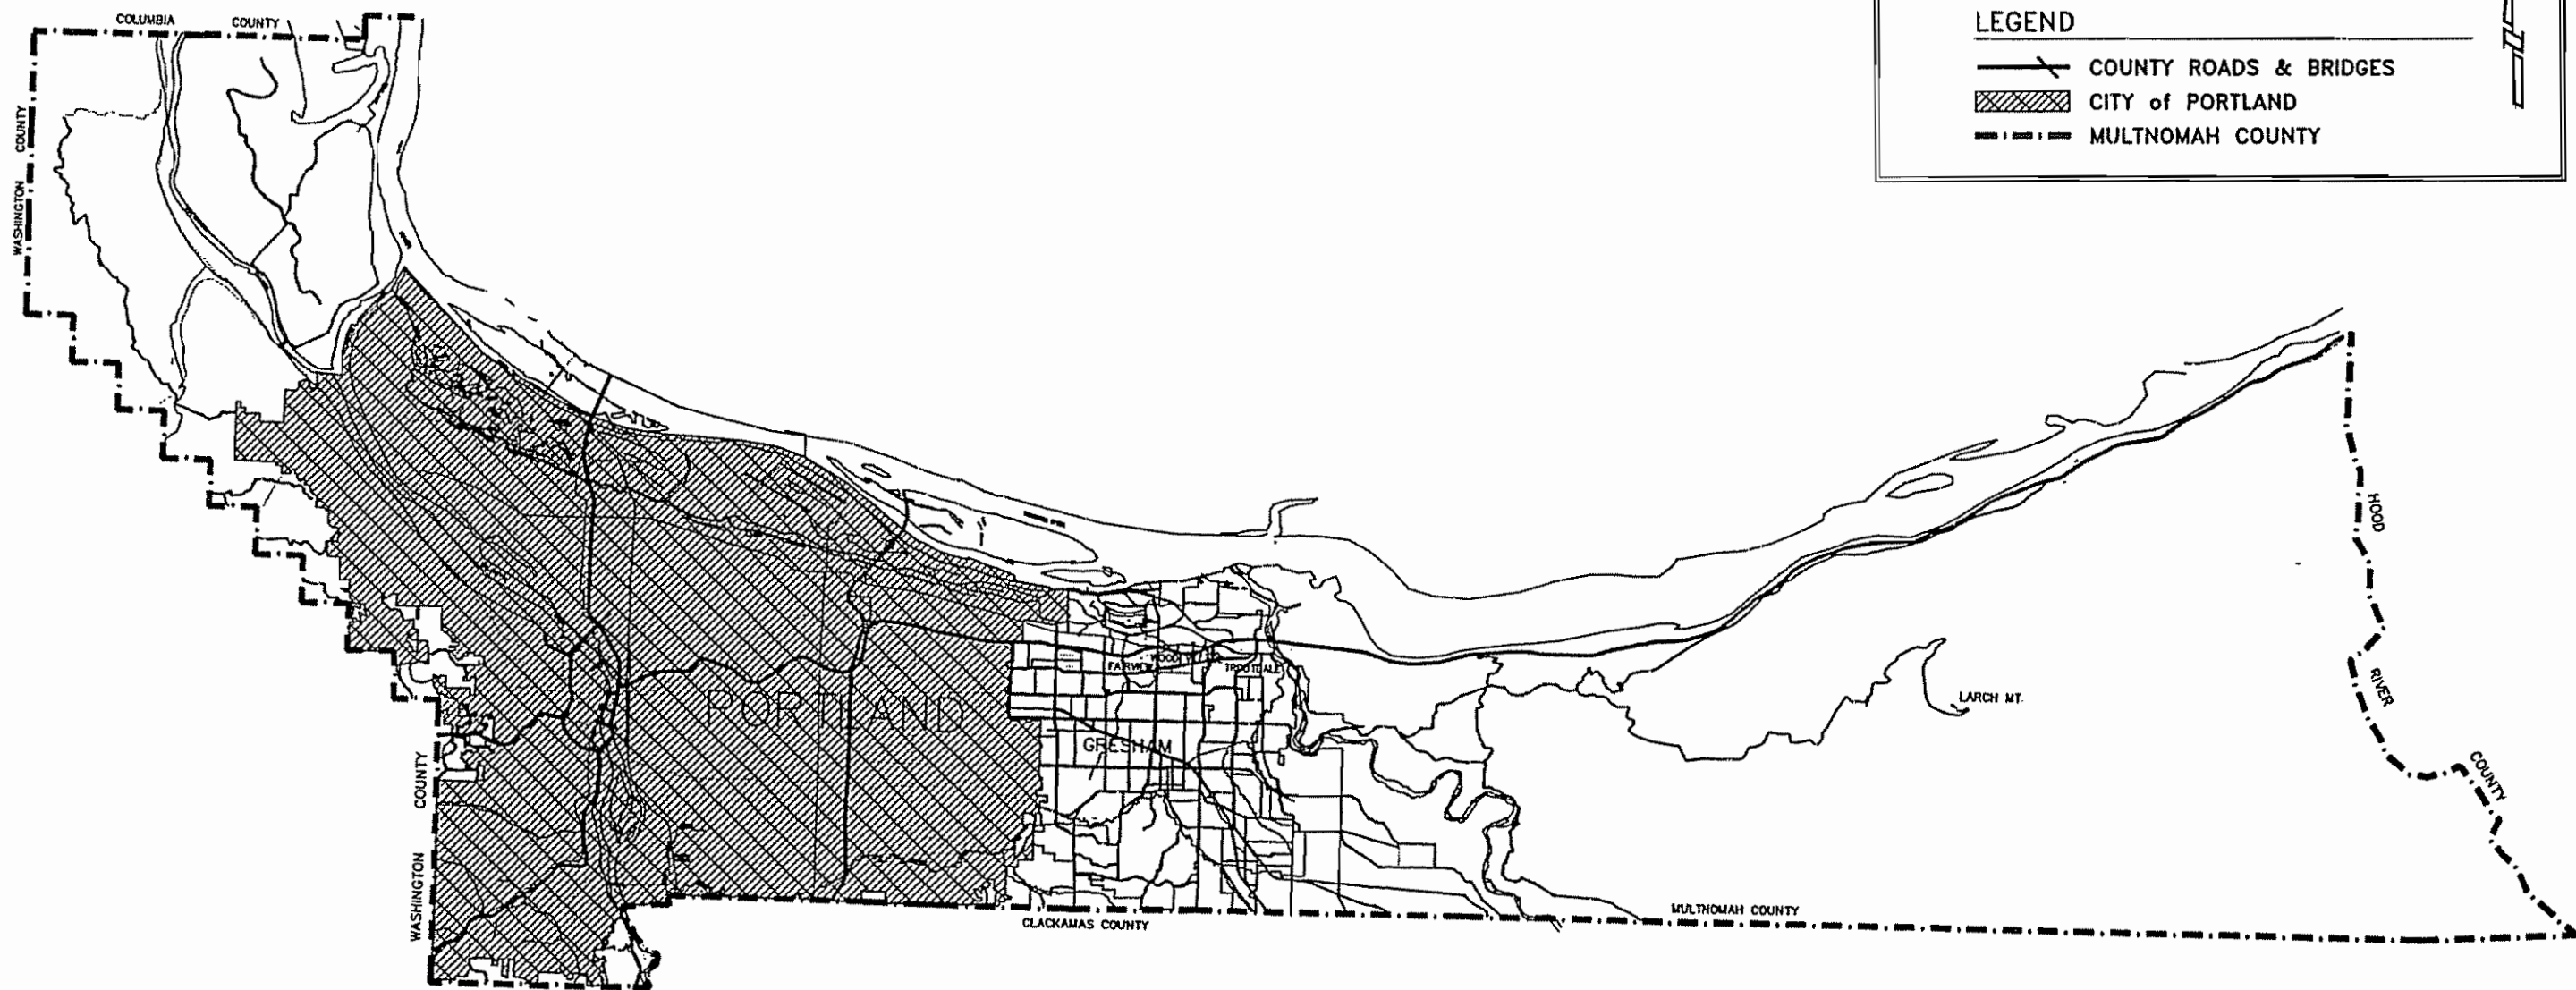 COLUMBIA COUNTY
LEGEND
COUNTY ROADS & BRIDGES
CITY of PORTLAND
MULTNOMAH COUNTY
WASHINGTON COUNTY
HOOD
RIVER
COUNTY
FAIRVIEW
TROUTDALE
LARCH MT.
PORTLAND
GRESHAM
WASHINGTON COUNTY
CLACKAMAS COUNTY
MULTNOMAH COUNTY